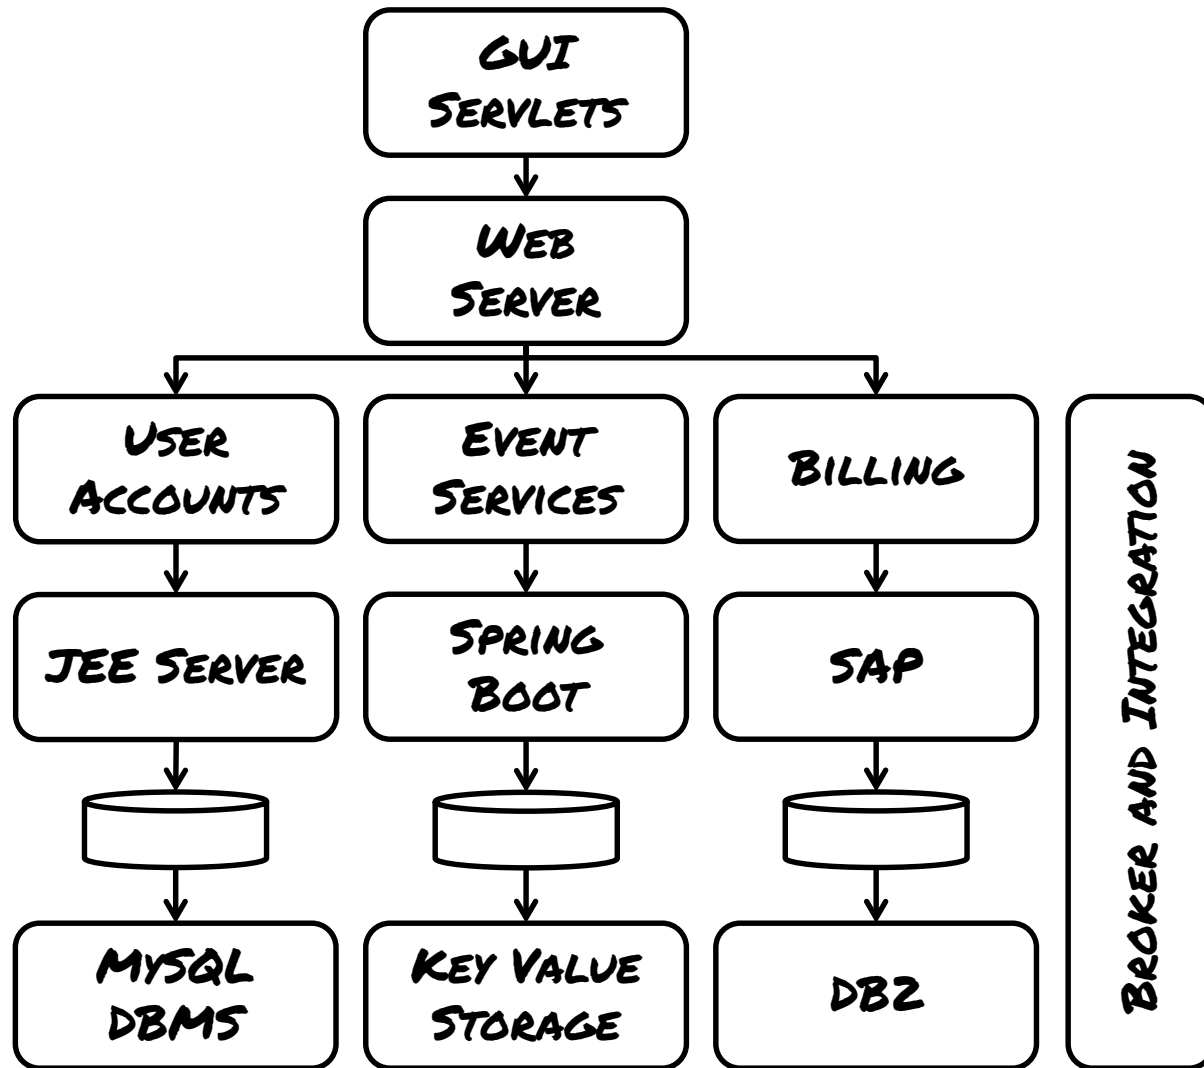 GUI
Servlets
Web
Server
User
Accounts
Event
Services
Billing
JEE Server
Spring
Boot
SAP
MySQL
DBMS
Key Value
Storage
DB2
Broker and Integration